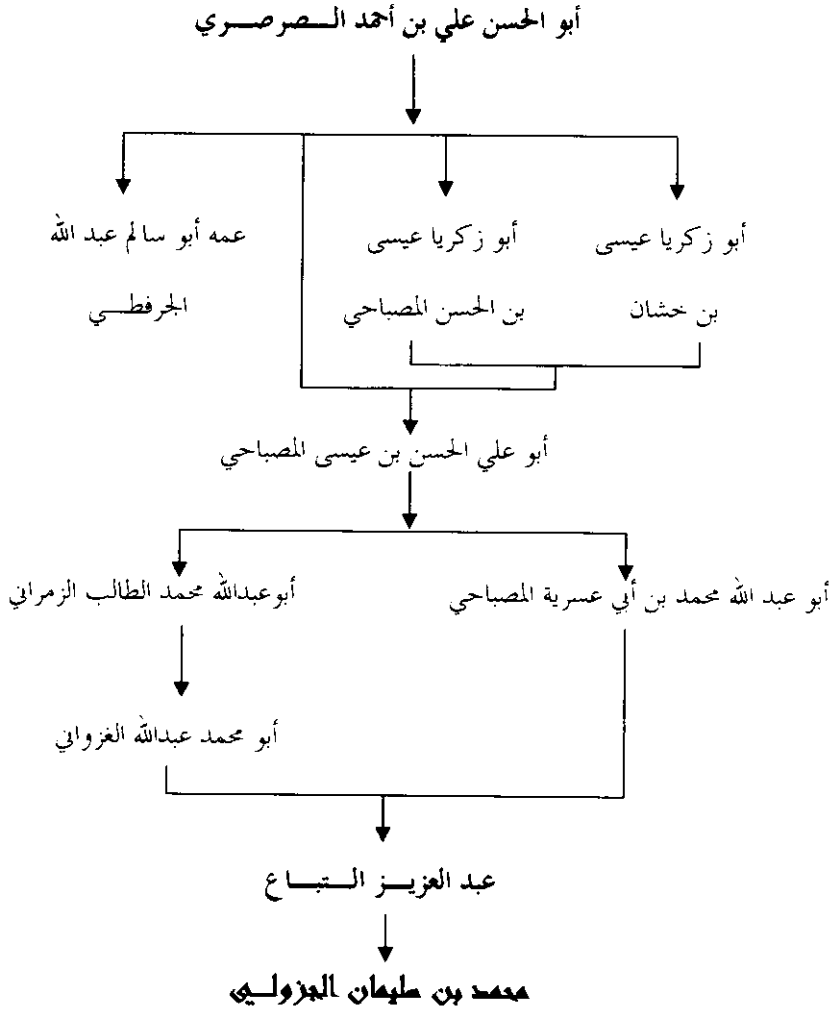 أبو الحسن علي بن أحمد الصرصري
أبو زكريا عيسى
بن خشان
أبو زكريا عيسى
بن الحسن المصباحي
عمه أبو سالم عبد الله
الجرفطي
أبو علي الحسن بن عيسى المصباحي
أبو عبد الله محمد بن أبي عسرية المصباحي
أبوعبدالله محمد الطالب الزمراني
أبو محمد عبدالله الغزواني
عبد العزيز التباع
محمد بن سليمان الجزولي